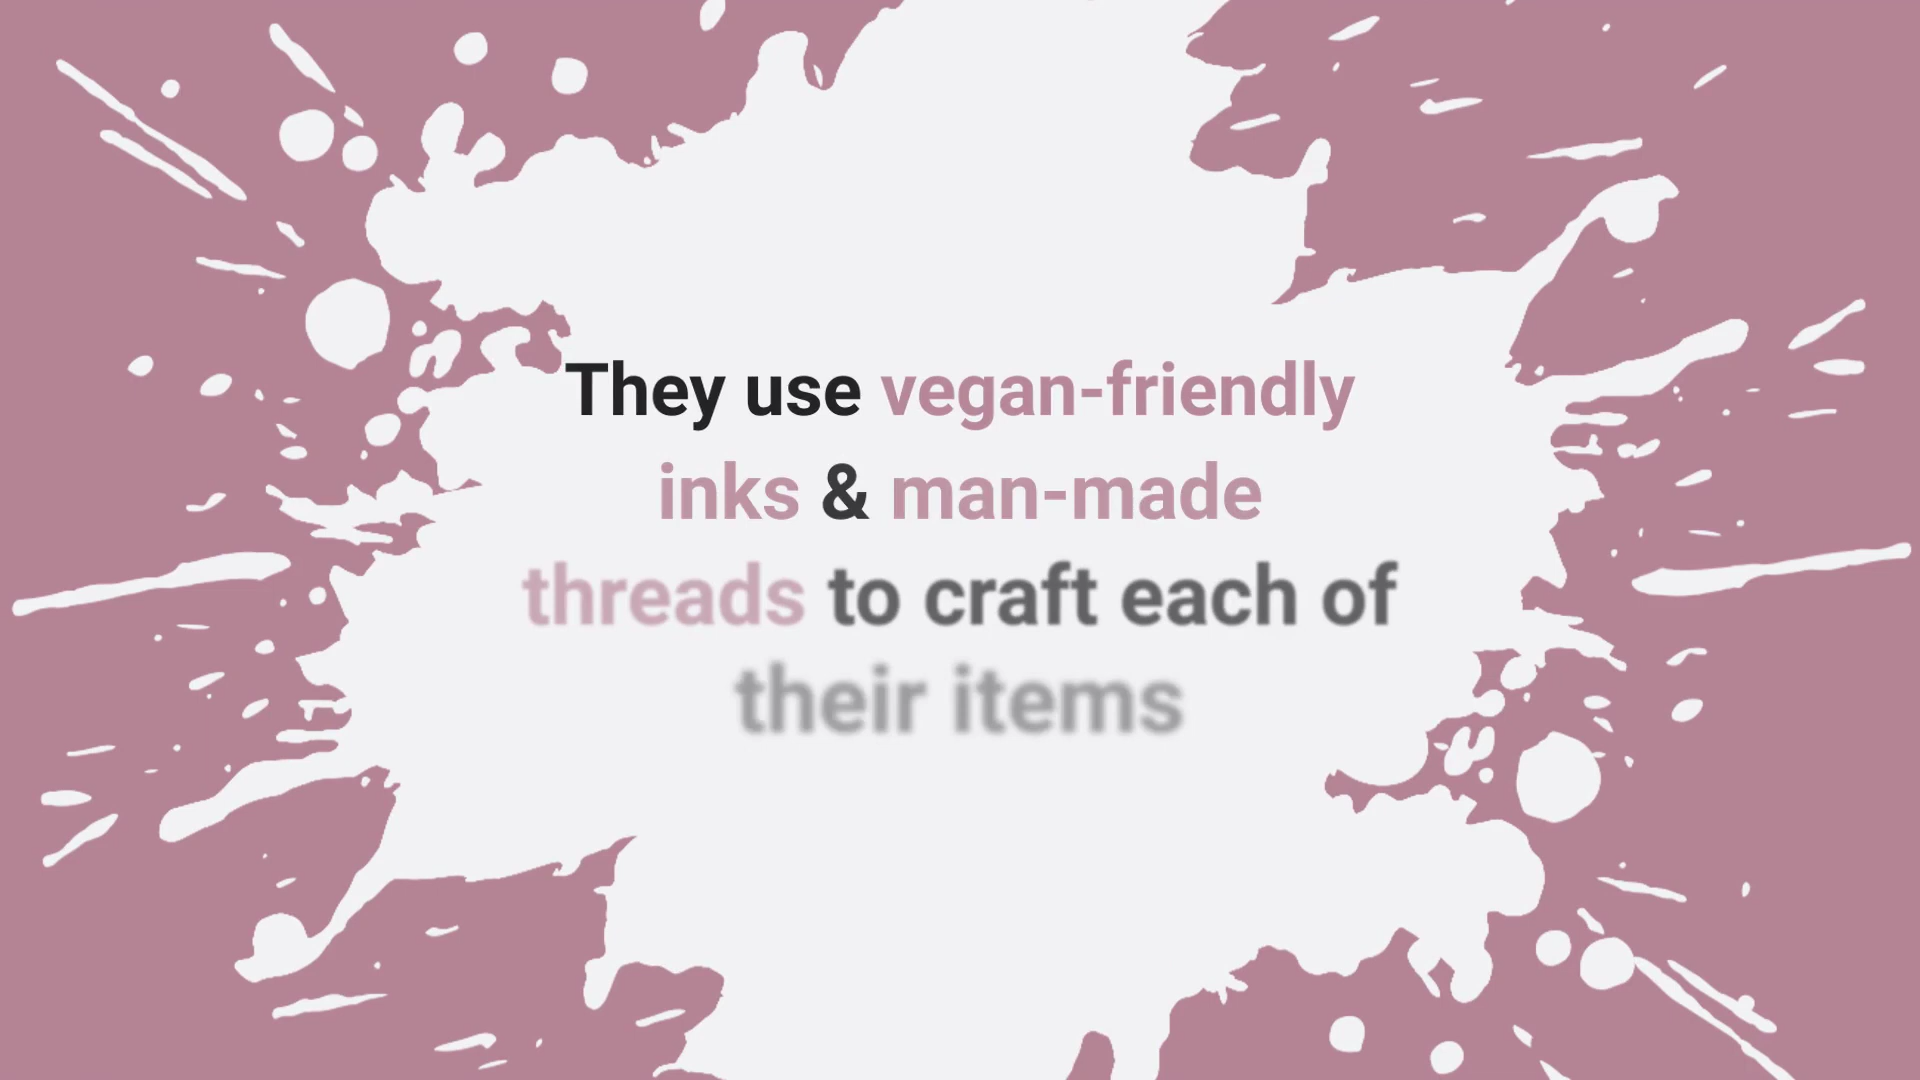 They use vegan-friendly
inks & man-made
threads to craft each of
their items